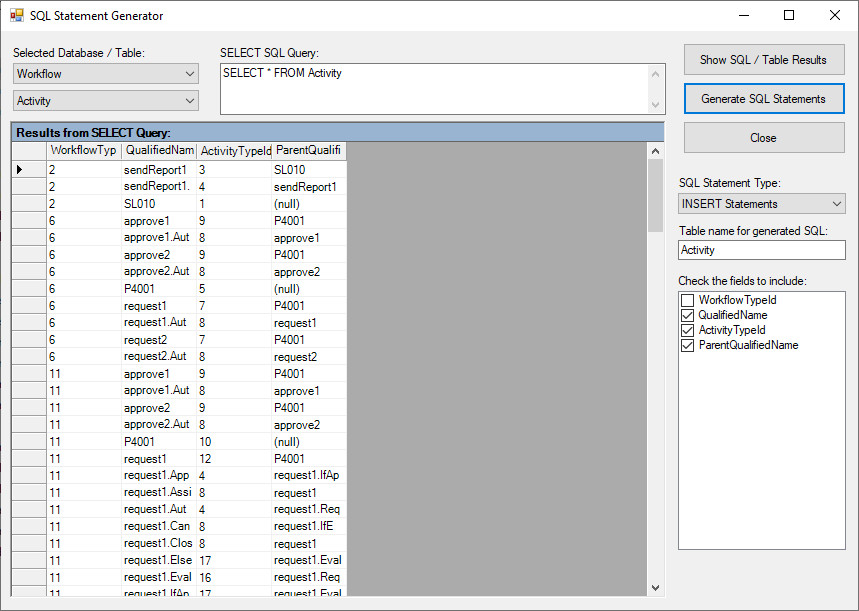 SQL Statement Generator
Selected Database / Table:
SELECT SQL Query:
Workflow
SELECT * FROM Activity
Show SQL / Table Results
Activity
Generate SQL Statements
Results from SELECT Query:
Close
WorkflowTyp QualifiedNam ActivityTypeId ParentQualifi
2 sendReport1 3 SL010
2 sendReport1. 4 sendReport1
2 SL010 1 (null)
6 approve1 9 P4001
6 approve1.Aut 8 approve1
6 approve2 9 P4001
6 approve2.Aut 8 approve2
6 P4001 5 (null)
6 request1 7 P4001
6 request1.Aut 8 request1
6 request2 7 P4001
6 request2.Aut 8 request2
11 approve1 9 P4001
11 approve1.Aut 8 approve1
11 approve2 9 P4001
11 approve2.Aut 8 approve2
11 P4001 10 (null)
11 request1 12 P4001
11 request1.App 4 request1.IfAp
11 request1.Assi 8 request1
11 request1.Aut 4 request1.Req
11 request1.Can 8 request1.IfE
11 request1.Clos 8 request1
11 request1.Else 17 request1.Eval
11 request1.Eval 16 request1.Req
11 request1.IfAp 17 request1.Eval
SQL Statement Type:
INSERT Statements
Table name for generated SQL:
Activity
Check the fields to include:
WorkflowTypeId
QualifiedName
ActivityTypeId
ParentQualifiedName